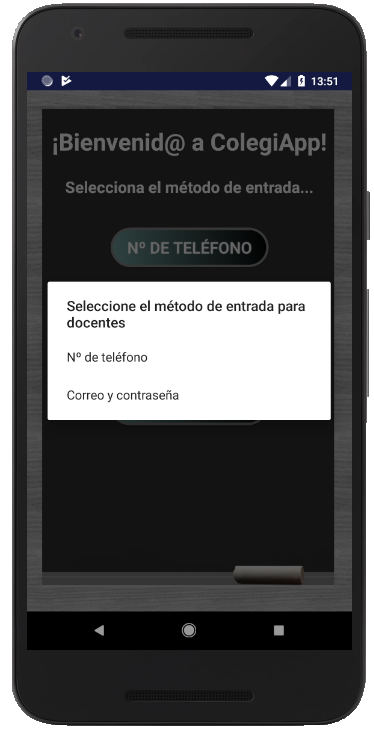 13:51
¡Bienvenid@ a ColegiApp!
Selecciona el método de entrada...
Nº DE TELÉFONO
Seleccione el método de entrada para
docentes
Nº de teléfono
Correo y contraseña